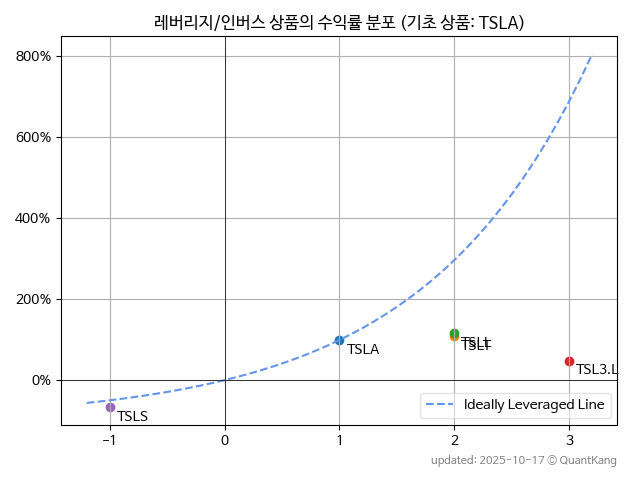 레버리지/인버스 상품의 수익률 분포 (기초 상품: TSLA)
800%
600%
400%
200%
0%
TSLA
TSL3.L
TSLS
Ideally Leveraged Line
−1 0 1 2 3
updated: 2025-10-17 © QuantKang